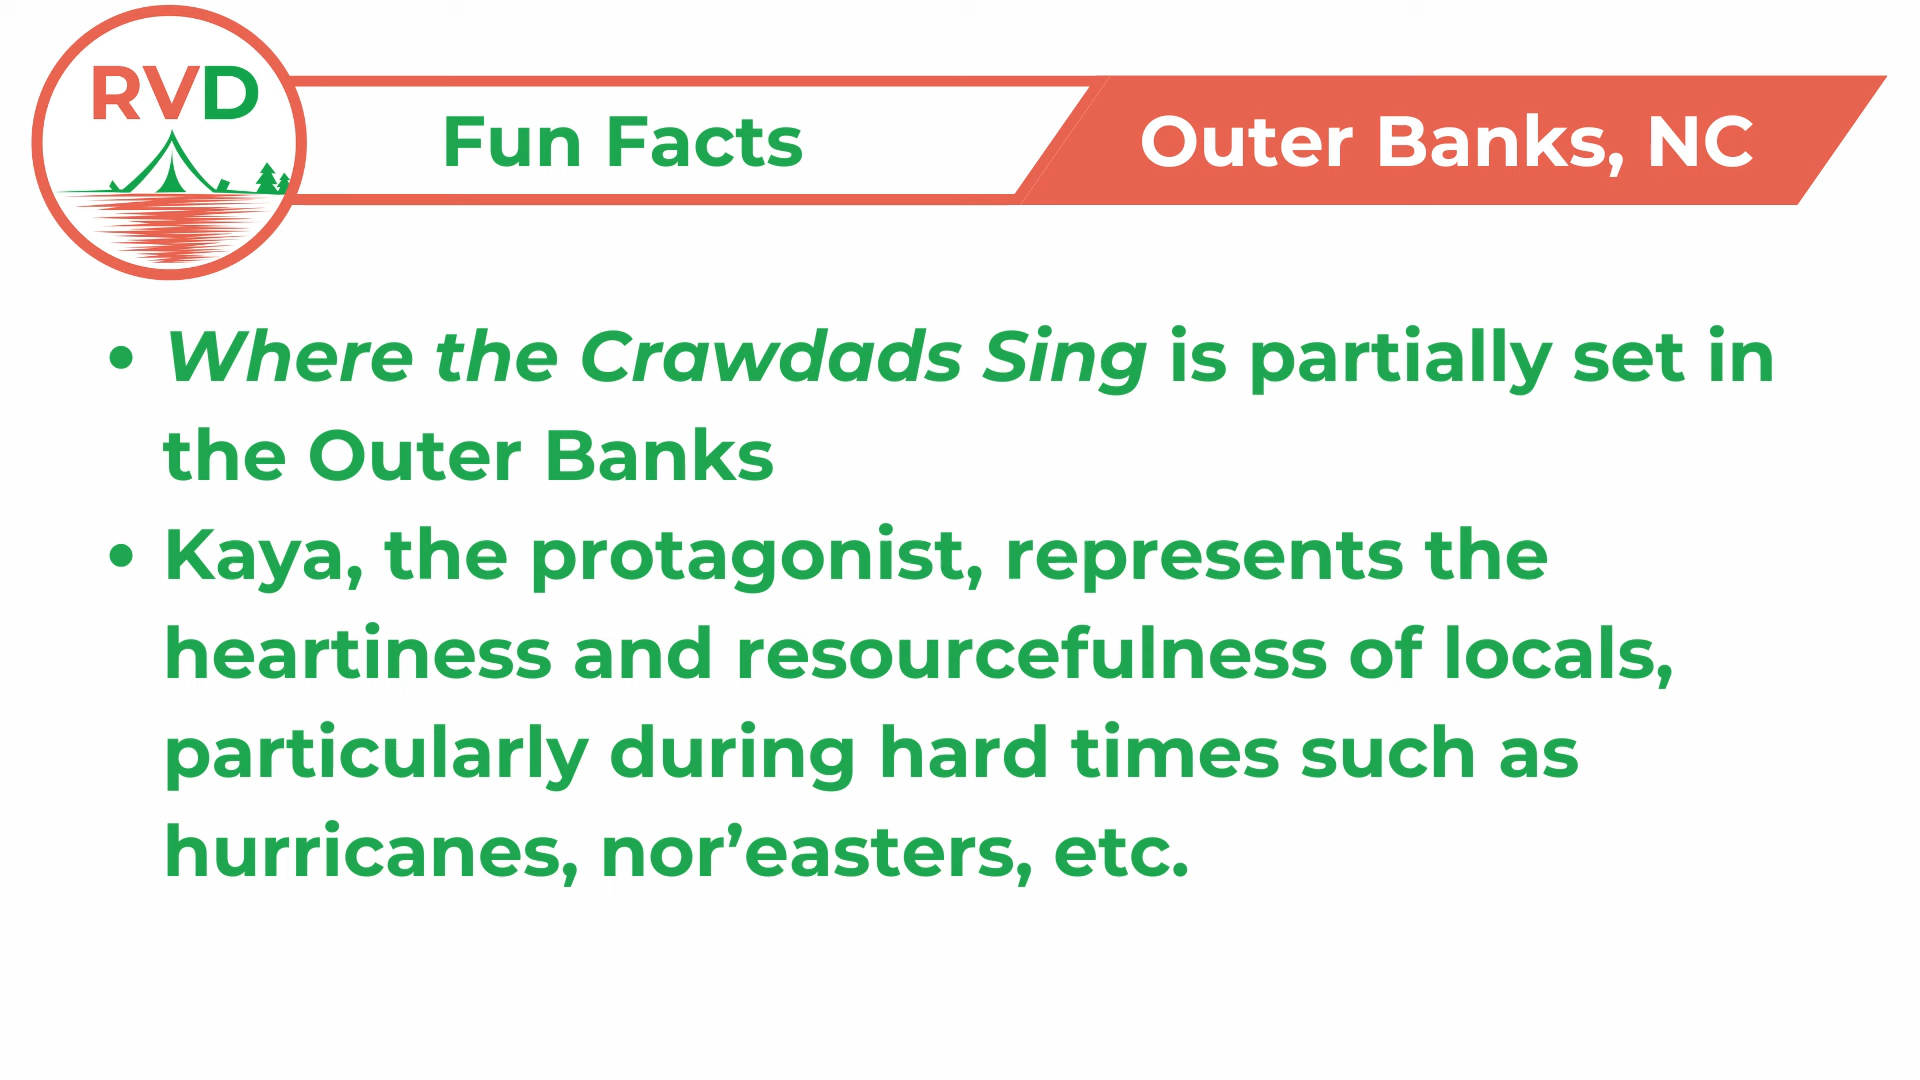 RVD
Fun Facts
Outer Banks, NC
• Where the Crawdads Sing is partially set in
the Outer Banks
• Kaya, the protagonist, represents the
heartiness and resourcefulness of locals,
particularly during hard times such as
hurricanes, nor’easters, etc.